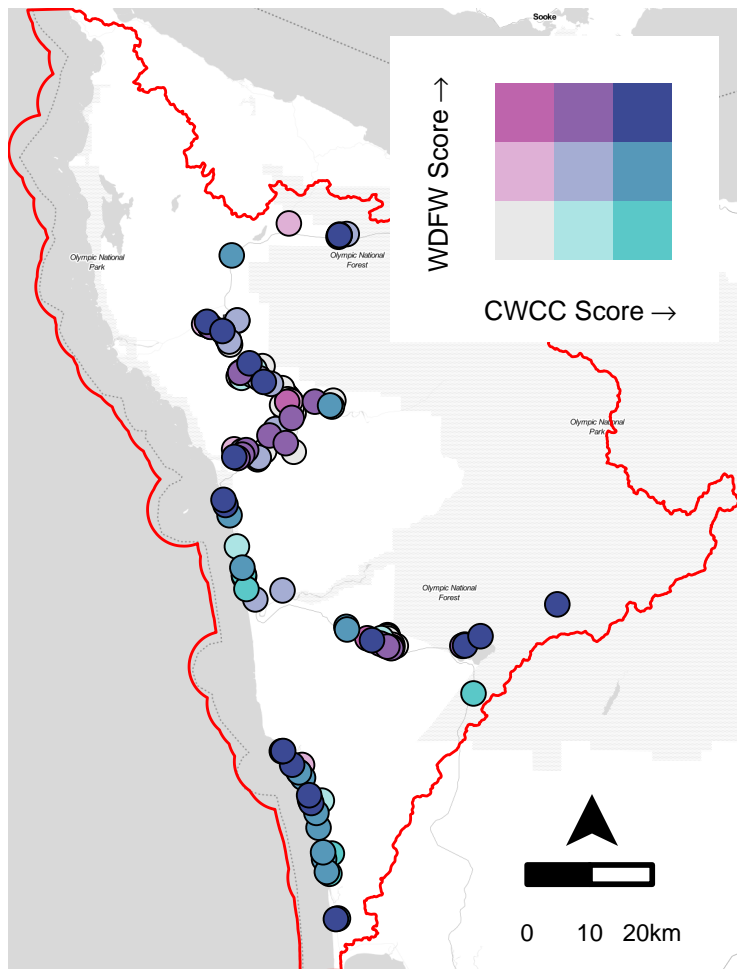 Sooke
WDFW Score →
CWCC Score →
Olympic National
Park
Olympic National
Forest
Olympic National
Park
Olympic National
Forest
0 10 20km